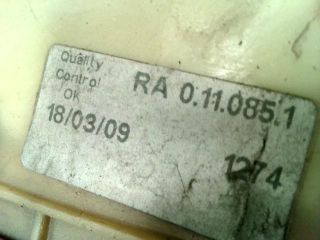 Quality
Control
Ok
RA 0.11.085.1
18/03/09
1274